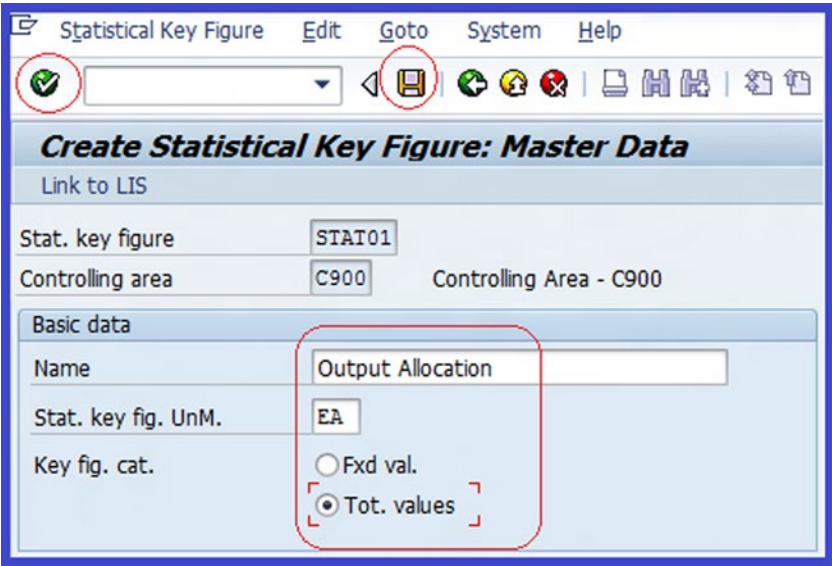 Statistical Key Figure Edit Goto System Help
Create Statistical Key Figure: Master Data
Link to LIS
Stat. key figure STAT01
Controlling area C900 Controlling Area - C900
Basic data
Name Output Allocation
Stat. key fig. UnM. EA
Key fig. cat. Fxd val.
Tot. values